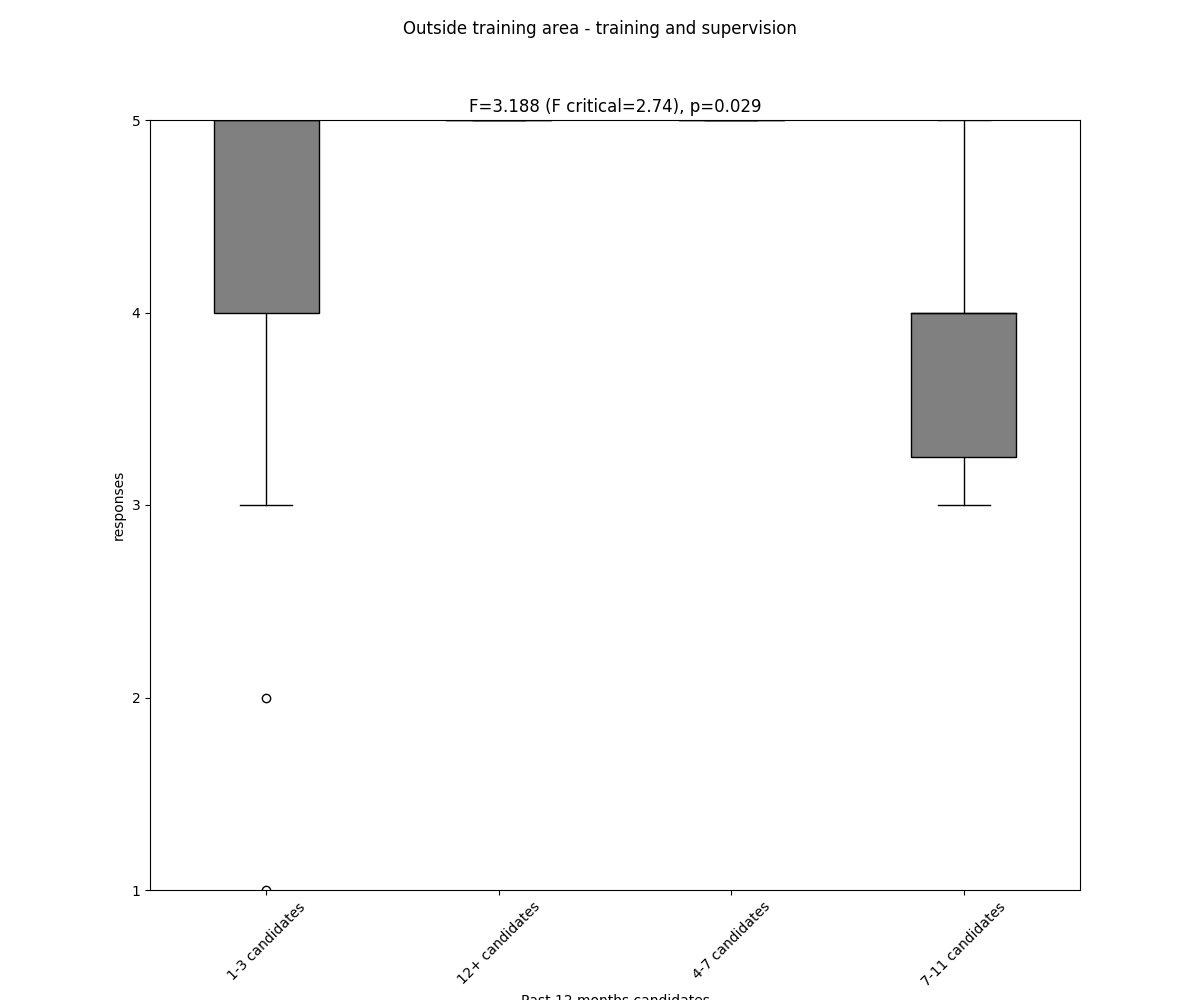 Outside training area - training and supervision
F=3.188 (F critical=2.74), p=0.029
5
4
3
2
1
responses
1-3 candidates
12+ candidates
4-7 candidates
7-11 candidates
Past 12 months candidates